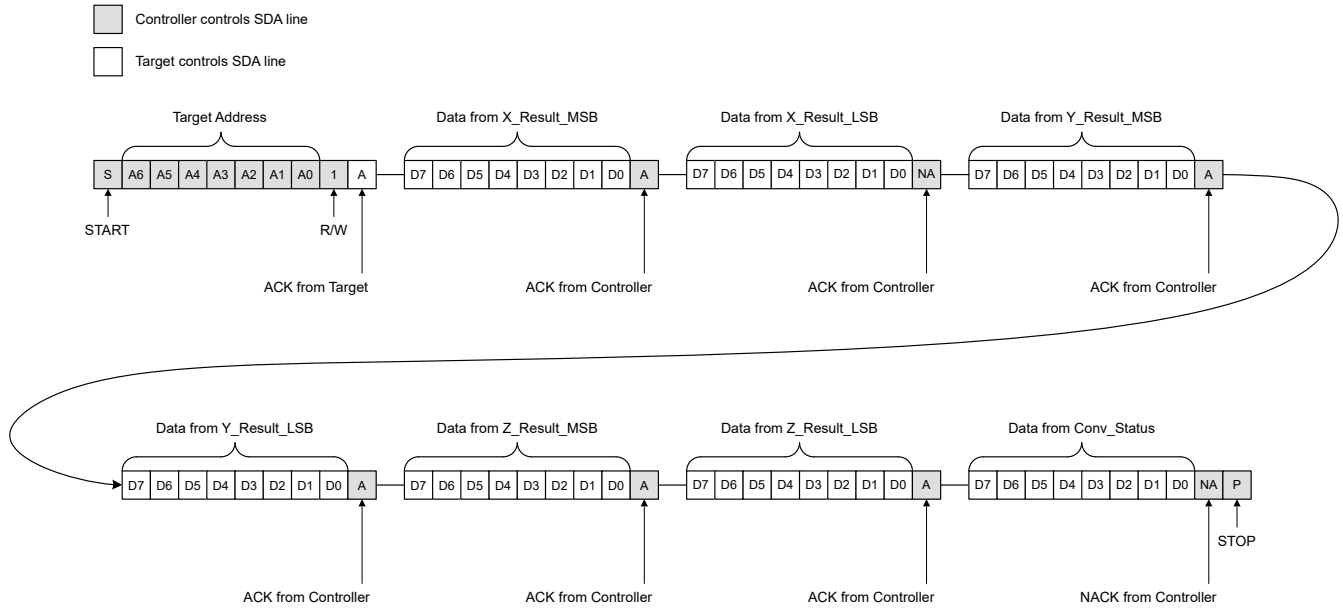 Controller controls SDA line
Target controls SDA line
Target Address Data from X_Result_MSB Data from X_Result_LSB Data from Y_Result_MSB
S A6 A5 A4 A3 A2 A1 A0 1 A D7 D6 D5 D4 D3 D2 D1 D0 A D7 D6 D5 D4 D3 D2 D1 D0 NA D7 D6 D5 D4 D3 D2 D1 D0 A
START R/W
ACK from Target ACK from Controller ACK from Controller ACK from Controller
Data from Y_Result_LSB Data from Z_Result_MSB Data from Z_Result_LSB Data from Conv_Status
D7 D6 D5 D4 D3 D2 D1 D0 A D7 D6 D5 D4 D3 D2 D1 D0 A D7 D6 D5 D4 D3 D2 D1 D0 A D7 D6 D5 D4 D3 D2 D1 D0 NA P
STOP
ACK from Controller ACK from Controller ACK from Controller NACK from Controller